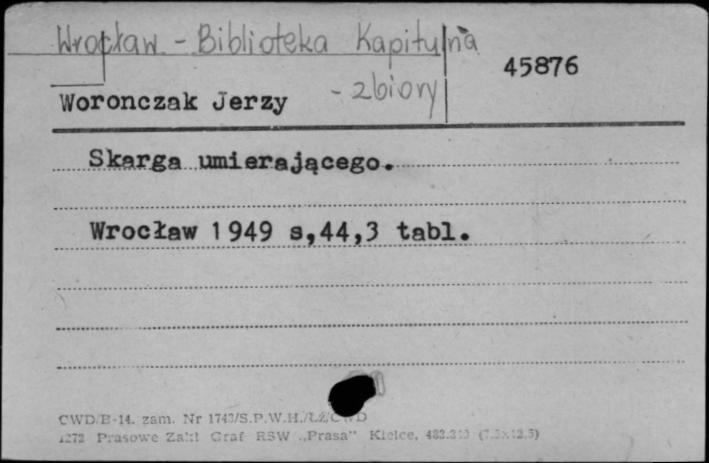 Wrocław - Biblioteka Kapitulna
45876
- zbiory
Woronczak Jerzy
Skarga umierającego.
Wrocław 1949 s,44,3 tabl.
CWD/B-14. zam. Nr 1743/S.P.W.H./
Prasowe Zakł Graf RSW „Prasa" Kielce,